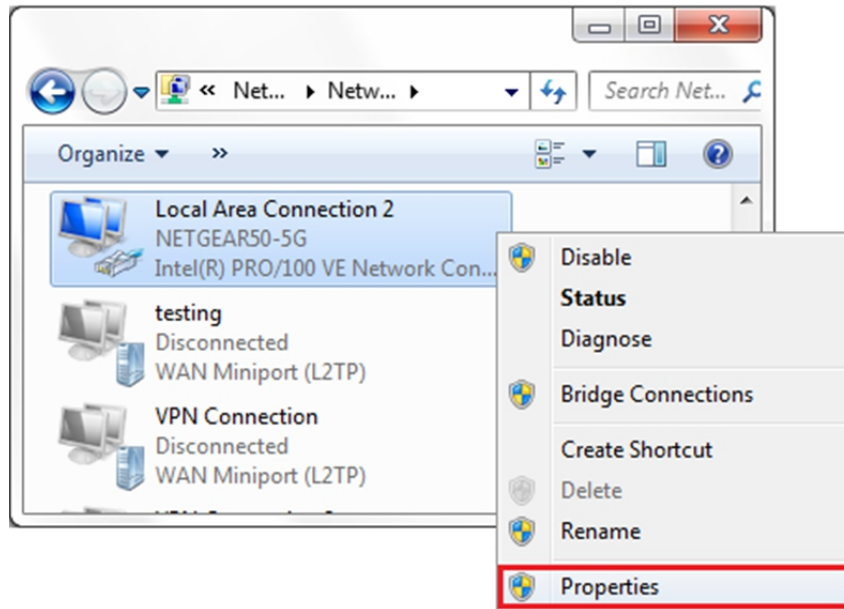 « Net... Netw...
Search Net...
Organize »
Local Area Connection 2
NETGEAR50-5G
Intel(R) PRO/100 VE Network Con...
testing
Disconnected
WAN Miniport (L2TP)
VPN Connection
Disconnected
WAN Miniport (L2TP)
Disable
Status
Diagnose
Bridge Connections
Create Shortcut
Delete
Rename
Properties